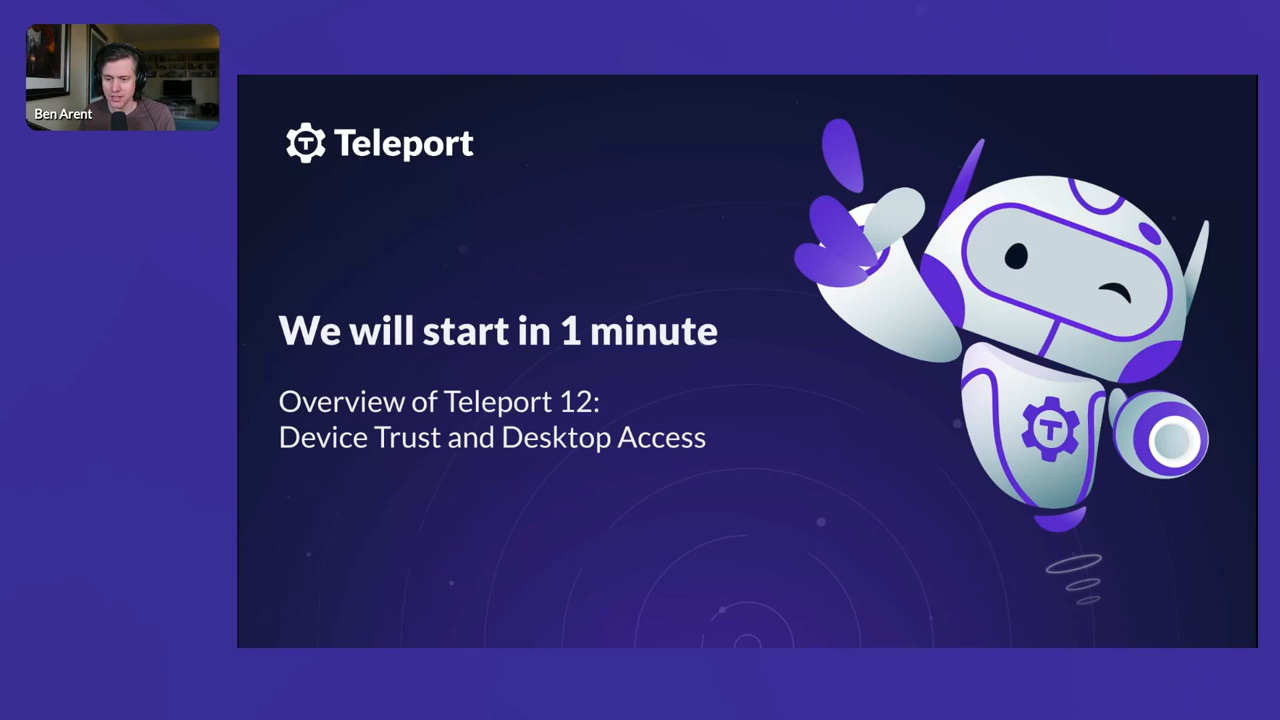 Ben Arent
Teleport
We will start in 1 minute
Overview of Teleport 12:
Device Trust and Desktop Access